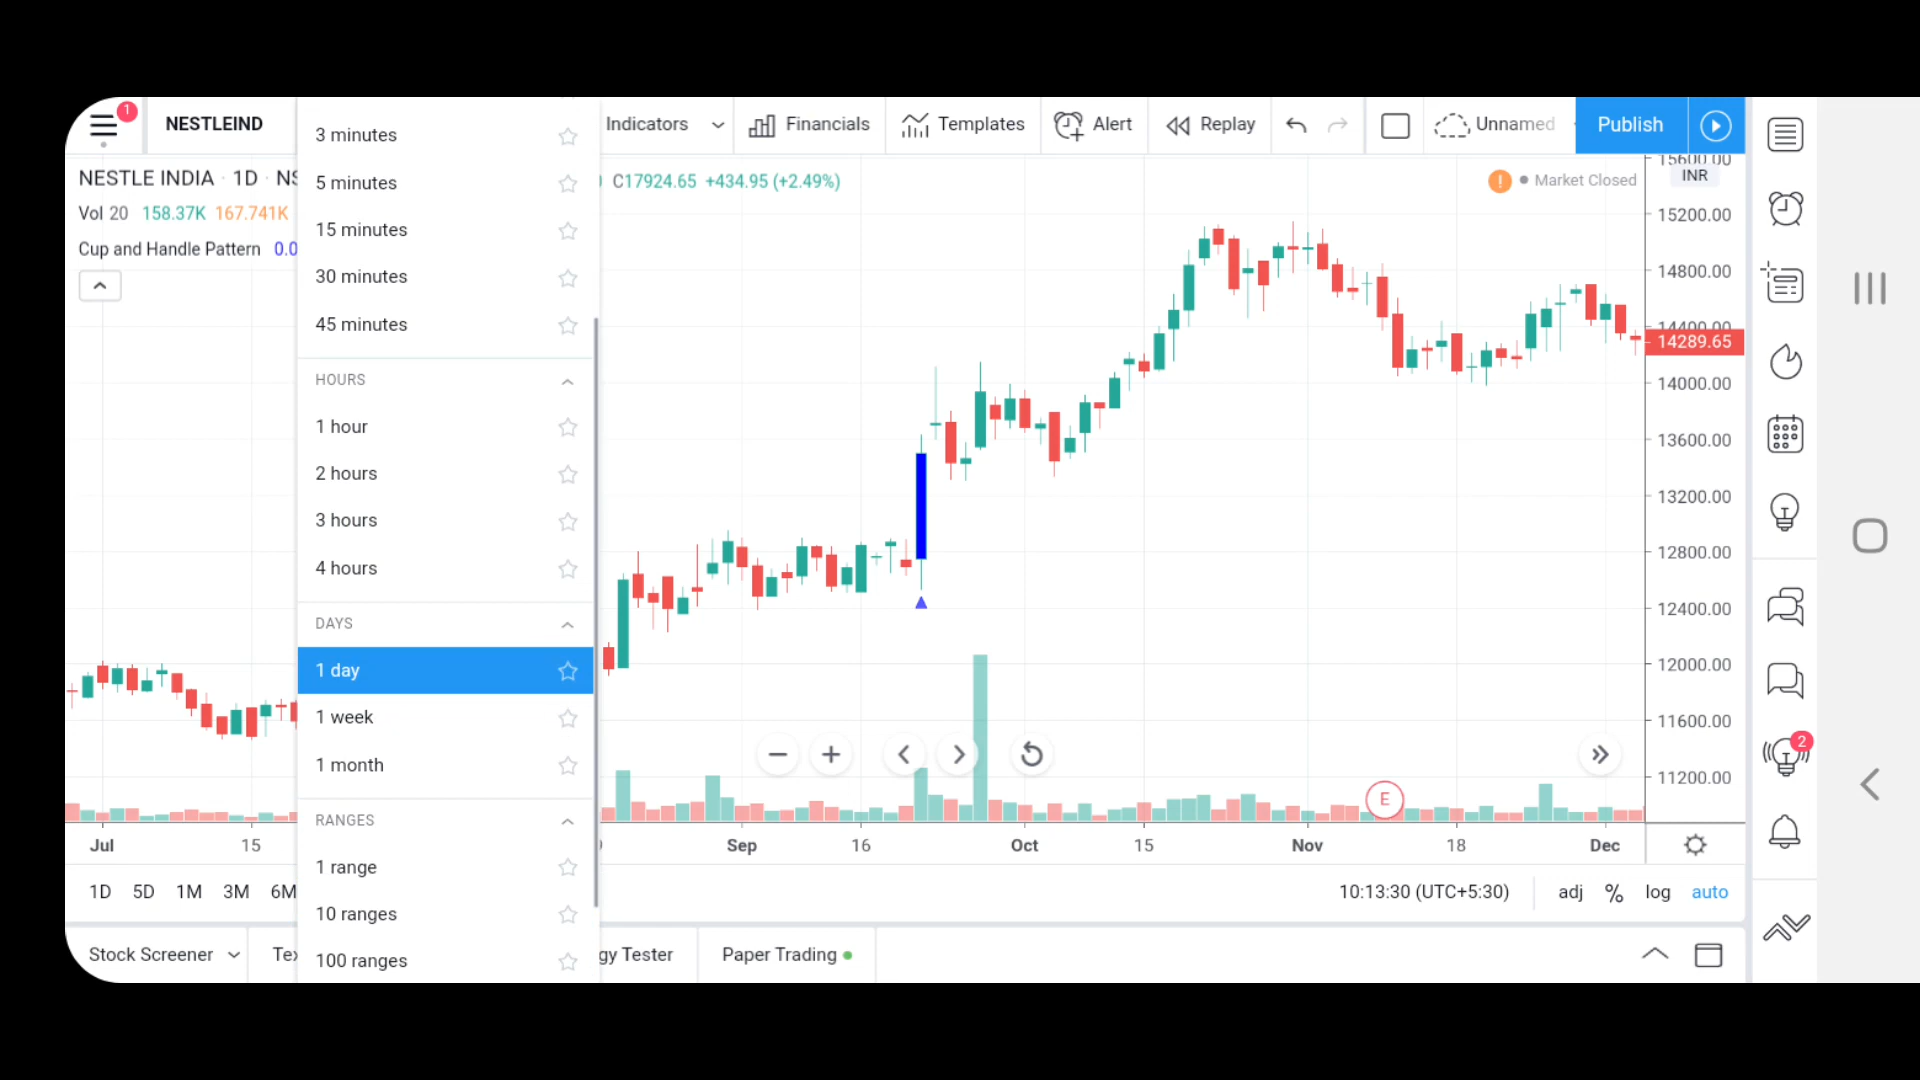 1
NESTLEIND
Indicators
Financials
Templates
Alert
Replay
Unnamed
Publish
NESTLE INDIA · 1D
C17924.65 +434.95 (+2.49%)
Market Closed
INR
Vol 20 158.37K 167.741K
Cup and Handle Pattern 0.0
3 minutes
5 minutes
15 minutes
30 minutes
45 minutes
HOURS
1 hour
2 hours
3 hours
4 hours
DAYS
1 day
1 week
1 month
RANGES
1 range
10 ranges
100 ranges
15600.00
15200.00
14800.00
14400.00
14289.65
14000.00
13600.00
13200.00
12800.00
12400.00
12000.00
11600.00
11200.00
2
E
Jul 15 Sep 16 Oct 15 Nov 18 Dec
1D 5D 1M 3M 6M
10:13:30 (UTC+5:30) adj % log auto
Stock Screener
gy Tester
Paper Trading